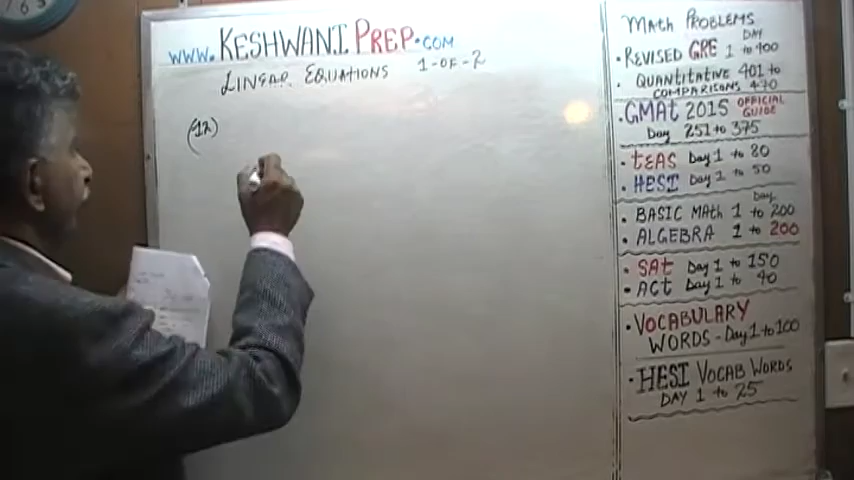 www.KESHWANIPREP.COM
LINEAR EQUATIONS 1-OF-2
(12)
MATH PROBLEMS
DAY
• REVISED GRE 1 to 400
• QUANTITATIVE 401 to
COMPARISONS 470
GMAt 2015 OFFICIAL GUIDE
Day 251 to 375
• tEAS Day 1 to 80
• HESI Day 1 to 50
Day
• BASIC MAth 1 to 200
• ALGEBRA 1 to 200
• SAt Day 1 to 150
• ACt Day 1 to 40
• VOCABULARY
WORDS - Day 1 to 100
• HESI VOCAB WORDS
DAY 1 to 25